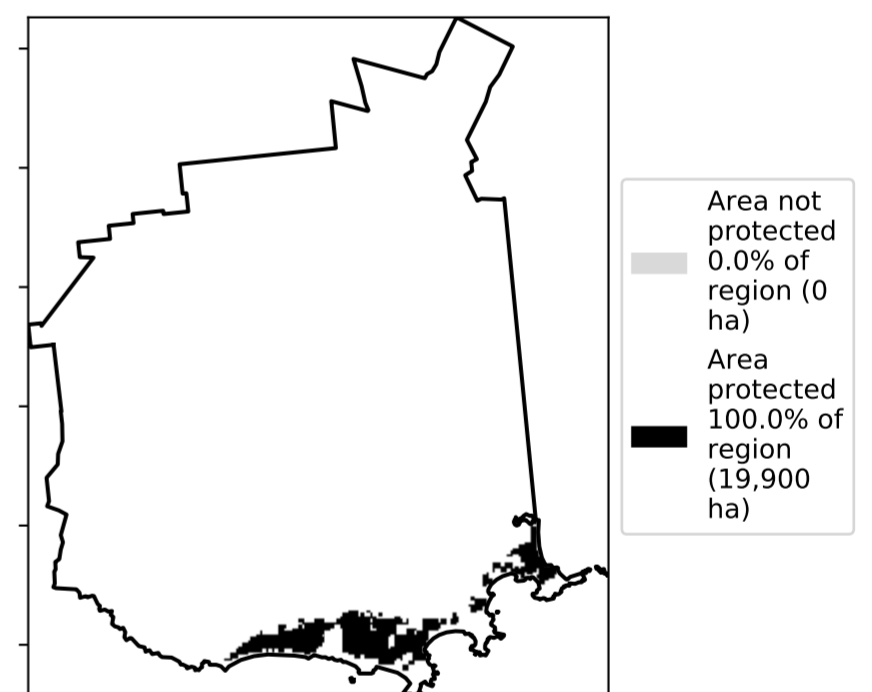 Area not
protected
0.0% of
region (0
ha)
Area
protected
100.0% of
region
(19,900
ha)